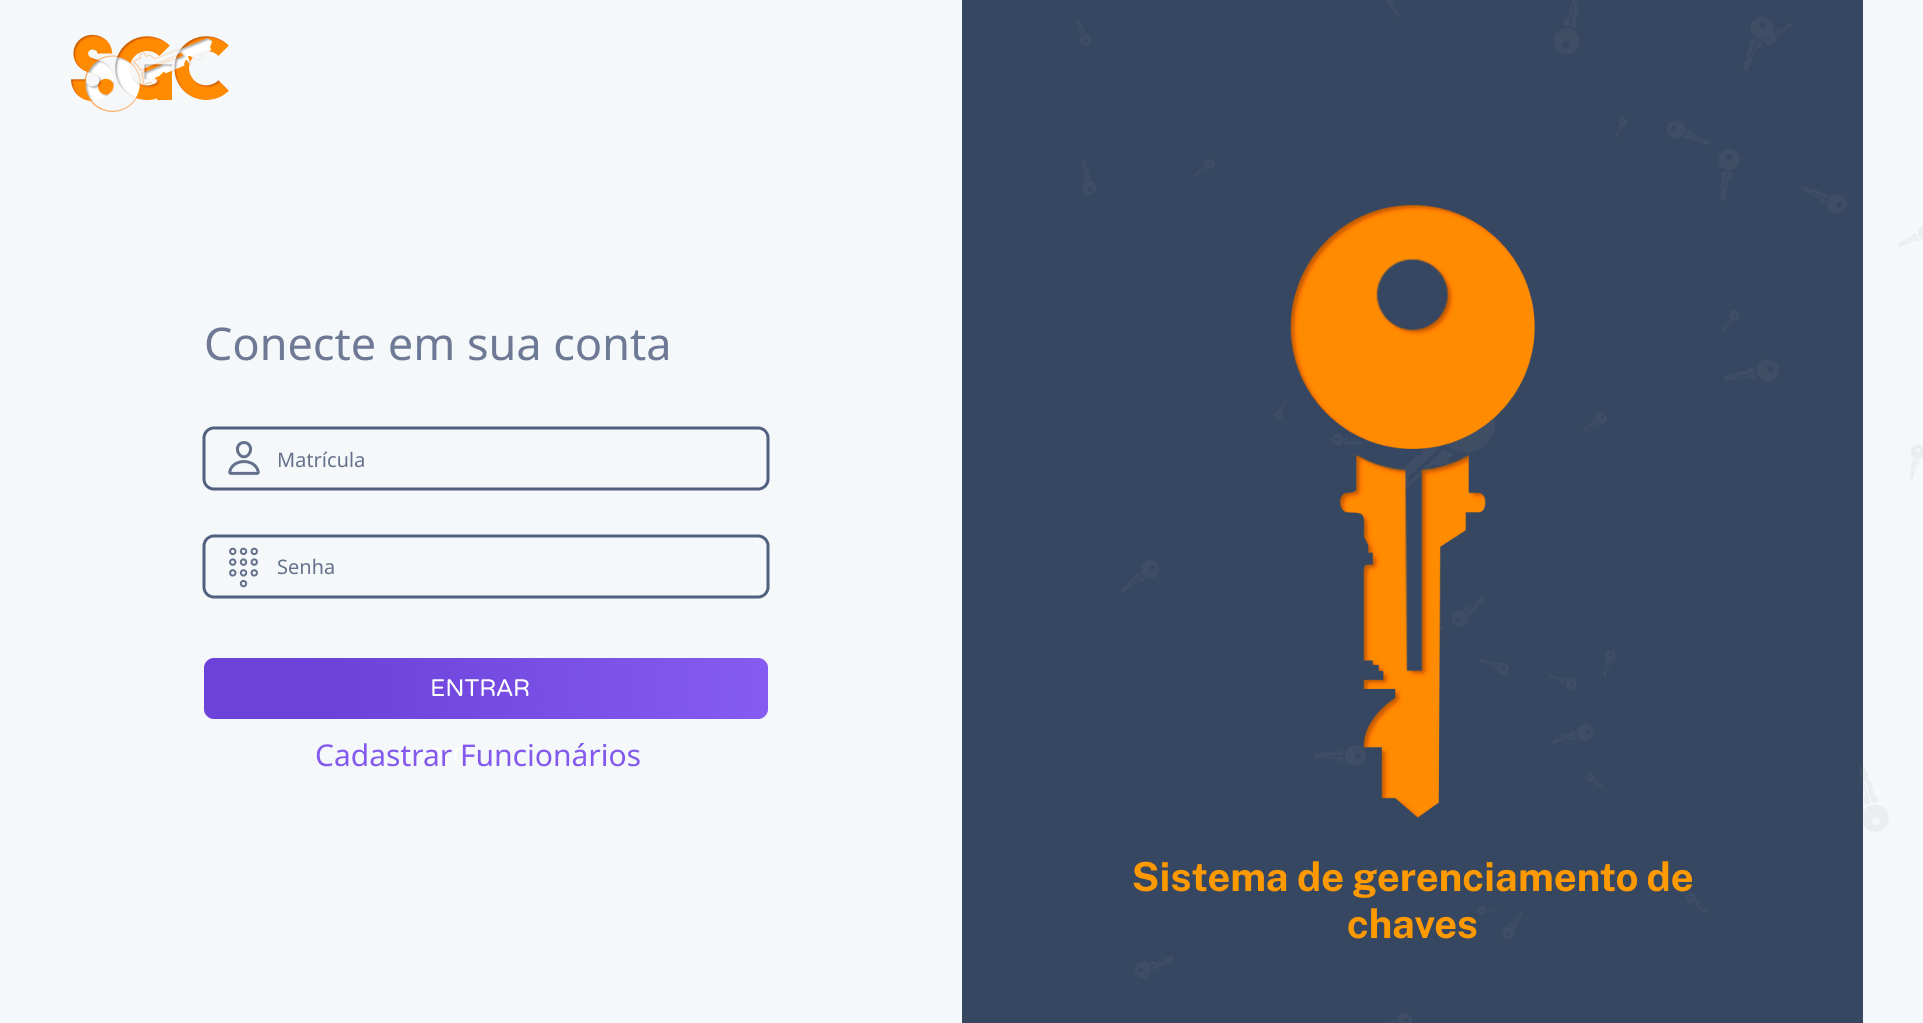 SGC
Conecte em sua conta
Matrícula
Senha
ENTRAR
Cadastrar Funcionários
Sistema de gerenciamento de
chaves